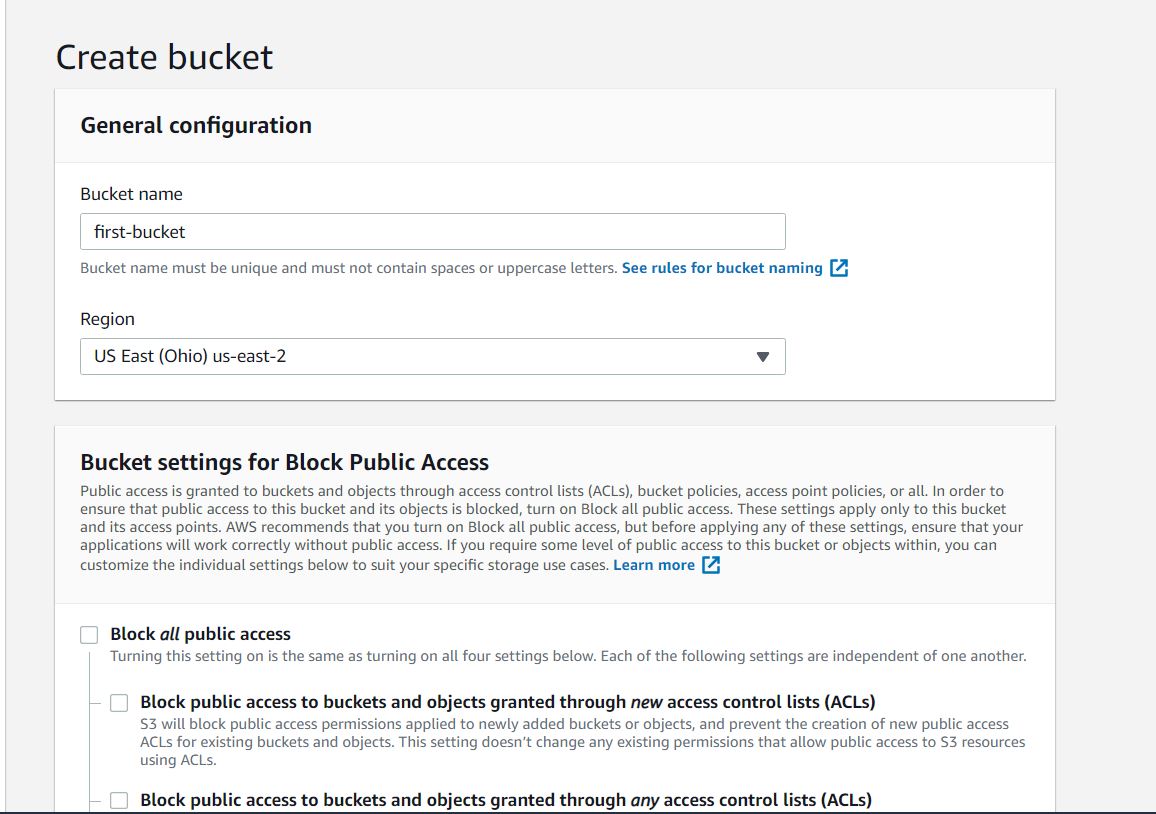 Create bucket
General configuration
Bucket name
first-bucket
Bucket name must be unique and must not contain spaces or uppercase letters. See rules for bucket naming
Region
US East (Ohio) us-east-2
Bucket settings for Block Public Access
Public access is granted to buckets and objects through access control lists (ACLs), bucket policies, access point policies, or all. In order to
ensure that public access to this bucket and its objects is blocked, turn on Block all public access. These settings apply only to this bucket
and its access points. AWS recommends that you turn on Block all public access, but before applying any of these settings, ensure that your
applications will work correctly without public access. If you require some level of public access to this bucket or objects within, you can
customize the individual settings below to suit your specific storage use cases. Learn more
Block all public access
Turning this setting on is the same as turning on all four settings below. Each of the following settings are independent of one another.
Block public access to buckets and objects granted through new access control lists (ACLs)
S3 will block public access permissions applied to newly added buckets or objects, and prevent the creation of new public access
ACLs for existing buckets and objects. This setting doesn't change any existing permissions that allow public access to S3 resources
using ACLs.
Block public access to buckets and objects granted through any access control lists (ACLs)